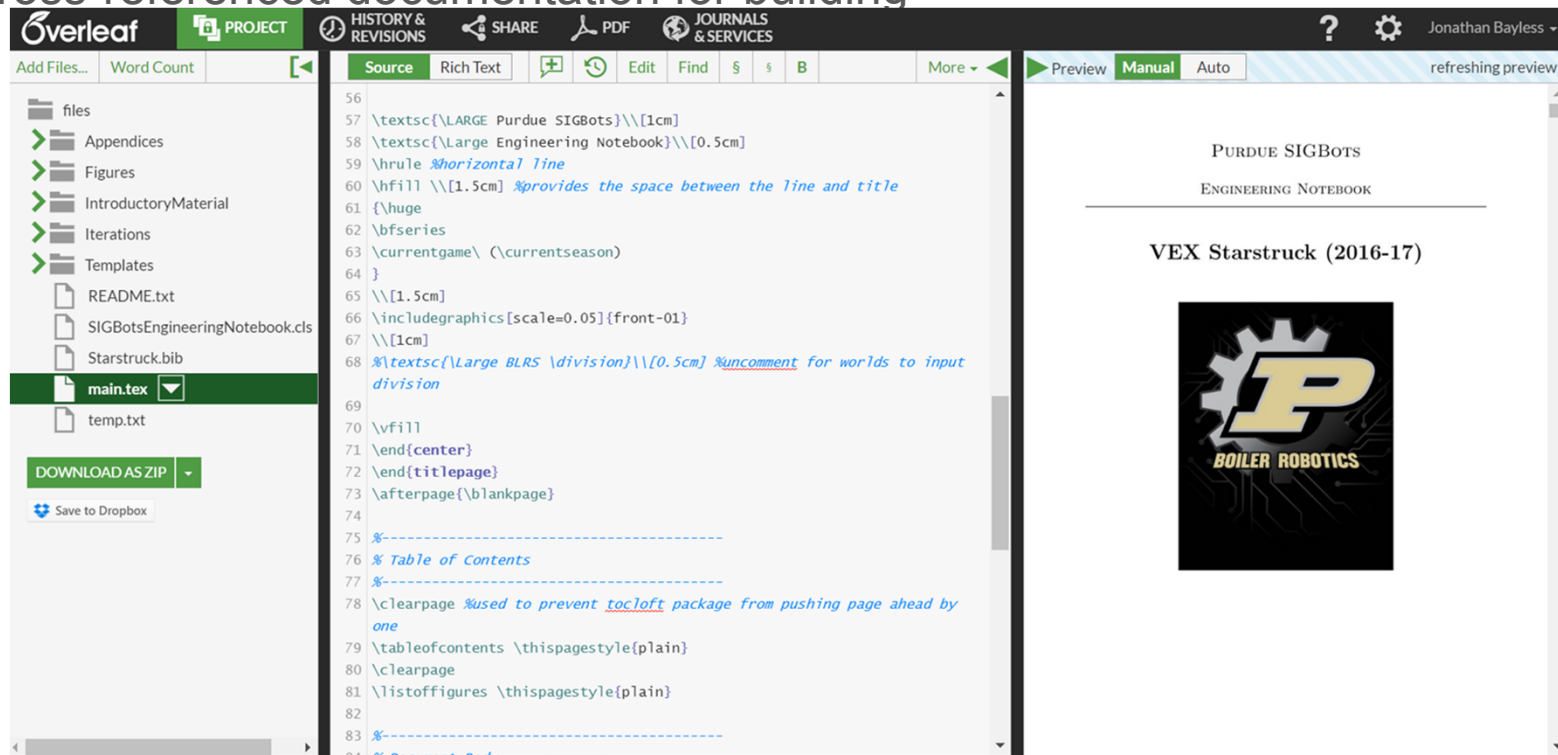 ross-referenced documentation for building
Overleaf PROJECT HISTORY & REVISIONS SHARE PDF JOURNALS & SERVICES ? Jonathan Bayless
Add Files... Word Count
Source Rich Text Edit Find § § B More
Preview Manual Auto refreshing preview
files
Appendices
Figures
IntroductoryMaterial
Iterations
Templates
README.txt
SIGBotsEngineeringNotebook.cls
Starstruck.bib
main.tex
temp.txt
DOWNLOAD AS ZIP
Save to Dropbox
56
57 \textsc{\LARGE Purdue SIGBots}\\[1cm]
58 \textsc{\Large Engineering Notebook}\\[0.5cm]
59 \hrule %horizontal line
60 \hfill \\[1.5cm] %provides the space between the line and title
61 {\huge
62 \bfseries
63 \currentgame\ (\currentseason)
64 }
65 \\[1.5cm]
66 \includegraphics[scale=0.05]{front-01}
67 \\[1cm]
68 %\textsc{\Large BLRS \division}\\[0.5cm] %uncomment for worlds to input
division
69
70 \vfill
71 \end{center}
72 \end{titlepage}
73 \afterpage{\blankpage}
74
75 %-----------------------------------------
76 % Table of Contents
77 %-----------------------------------------
78 \clearpage %used to prevent tocloft package from pushing page ahead by
one
79 \tableofcontents \thispagestyle{plain}
80 \clearpage
81 \listoffigures \thispagestyle{plain}
82
83 %-----------------------------------------
PURDUE SIGBOTS
ENGINEERING NOTEBOOK
VEX Starstruck (2016-17)
P
BOILER ROBOTICS